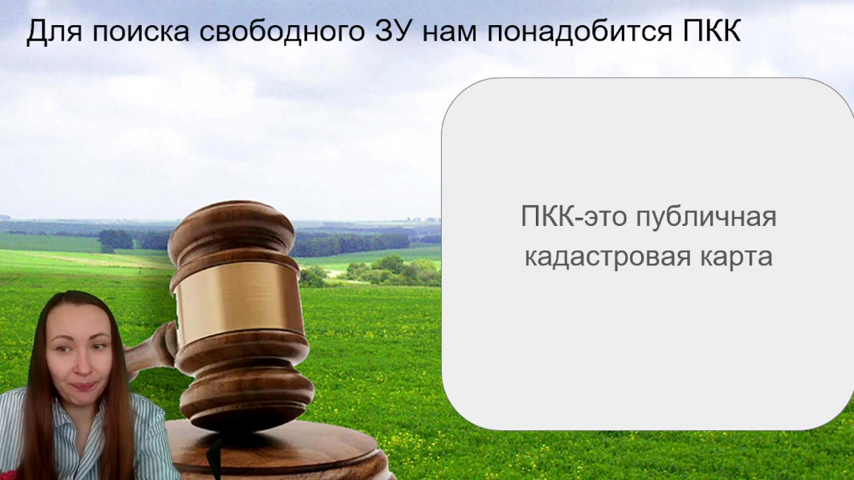 Для поиска свободного ЗУ нам понадобится ПКК
ПКК-это публичная
кадастровая карта